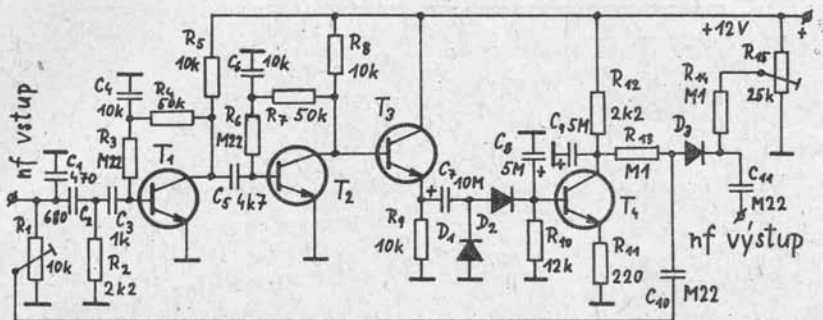 R5
10k
C6
10k
R8
10k
+12V
+
R15
25k
C4
10k
R4
50k
R6
M22
R7 50k
T3
R12
2k2
R14
M1
nf vstup
R3
M22
T1
C1
470
680
C2
C3
1k
R1
10k
R2
2k2
C5 4k7
T2
+
C7
10M
R9
10k
D1
D2
C8
5M
+
C9 5M
+
R13
M1
D3
T4
R10
12k
R11
220
C10
M22
C11
M22
nf výstup